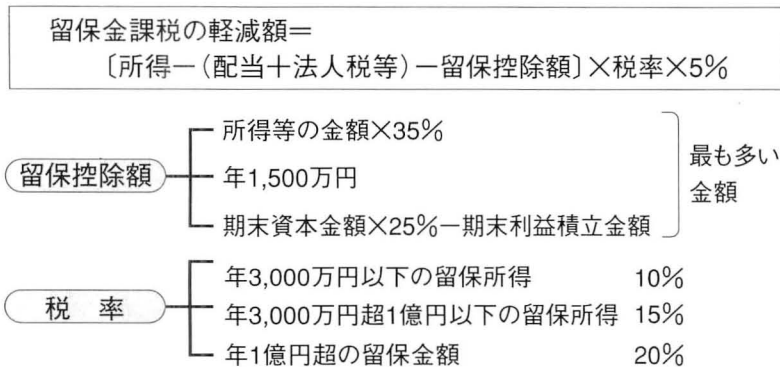 留保金課税の軽減額＝
〔所得－(配当＋法人税等)－留保控除額〕×税率×5%
留保控除額
所得等の金額×35%
年1,500万円
期末資本金額×25%－期末利益積立金額
最も多い
金額
税　率
年3,000万円以下の留保所得　10%
年3,000万円超1億円以下の留保所得　15%
年1億円超の留保金額　20%